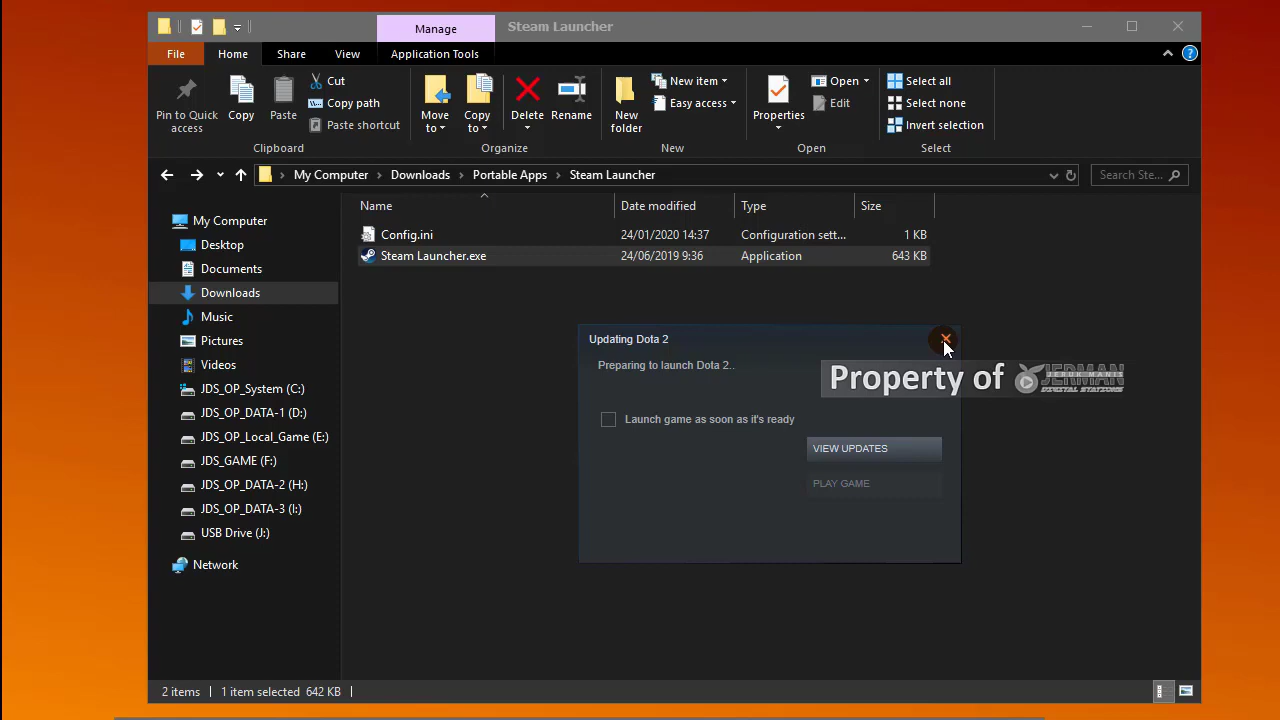 Manage
Steam Launcher
File
Home
Share
View
Application Tools
Pin to Quick access
Copy
Paste
Cut
Copy path
Paste shortcut
Clipboard
Move to
Copy to
Delete
Rename
Organize
New folder
New item
Easy access
New
Properties
Open
Edit
Open
Select all
Select none
Invert selection
Select
My Computer
Downloads
Portable Apps
Steam Launcher
Search Ste...
Name
Date modified
Type
Size
My Computer
Desktop
Documents
Downloads
Music
Pictures
Videos
JDS_OP_System (C:)
JDS_OP_DATA-1 (D:)
JDS_OP_Local_Game (E:)
JDS_GAME (F:)
JDS_OP_DATA-2 (H:)
JDS_OP_DATA-3 (I:)
USB Drive (J:)
Network
Config.ini 24/01/2020 14:37 Configuration sett... 1 KB
Steam Launcher.exe 24/06/2019 9:36 Application 643 KB
Updating Dota 2
Preparing to launch Dota 2..
Property of JERMAN
JERUK MANIS
DIGITAL STATIONS
Launch game as soon as it's ready
VIEW UPDATES
PLAY GAME
2 items
1 item selected 642 KB